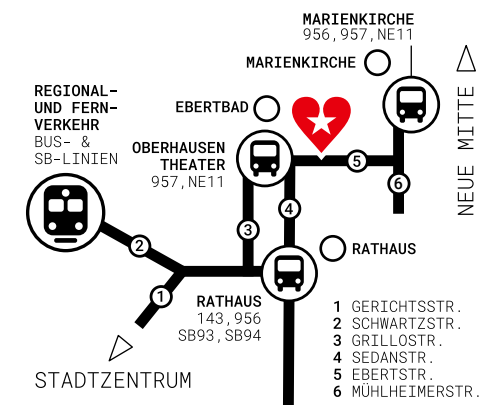 MARIENKIRCHE
956,957,NE11
MARIENKIRCHE
REGIONAL-
UND FERN-
VERKEHR
BUS- &
SB-LINIEN
EBERTBAD
OBERHAUSEN
THEATER
957,NE11
NEUE MITTE
5
6
4
3
2
1
RATHAUS
RATHAUS
143,956
SB93,SB94
STADTZENTRUM
1 GERICHTSSTR.
2 SCHWARTZSTR.
3 GRILLOSTR.
4 SEDANSTR.
5 EBERTSTR.
6 MÜHLHEIMERSTR.